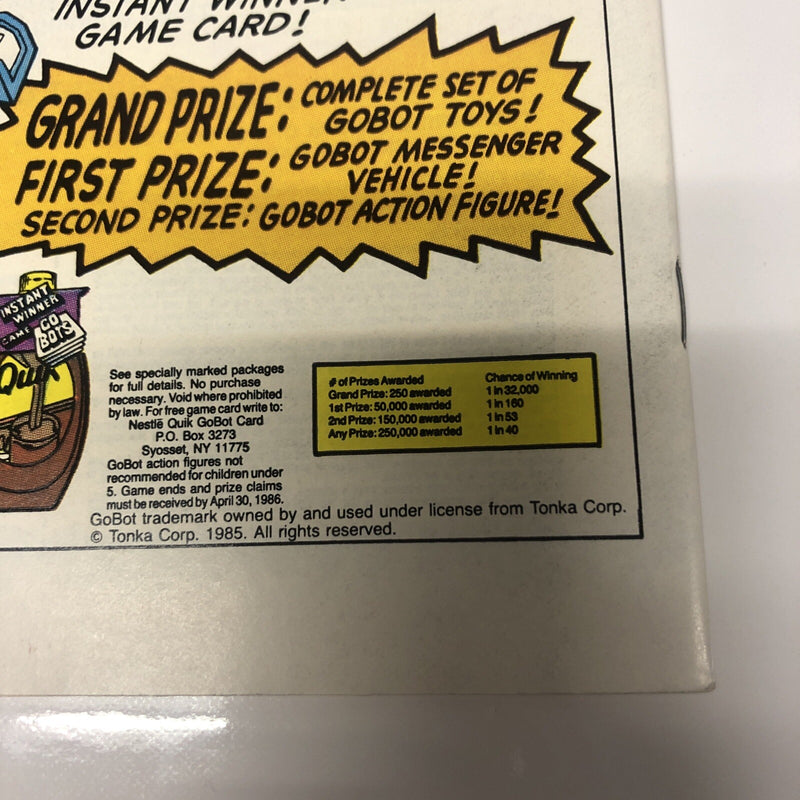 INSTANT WINNER
GAME CARD!
GRAND PRIZE: COMPLETE SET OF
GOBOT TOYS!
FIRST PRIZE: GOBOT MESSENGER
VEHICLE!
SECOND PRIZE: GOBOT ACTION FIGURE!
INSTANT
WINNER
GAME
GO
BOTS
Quik
See specially marked packages
for full details. No purchase
necessary. Void where prohibited
by law. For free game card write to:
Nestlē Quik GoBot Card
P.O. Box 3273
Syosset, NY 11775
GoBot action figures not
recommended for children under
5. Game ends and prize claims
must be received by April 30, 1986.
# of Prizes Awarded Chance of Winning
Grand Prize: 250 awarded 1 in 32,000
1st Prize: 50,000 awarded 1 in 160
2nd Prize: 150,000 awarded 1 in 53
Any Prize: 250,000 awarded 1 in 40
GoBot trademark owned by and used under license from Tonka Corp.
© Tonka Corp. 1985. All rights reserved.